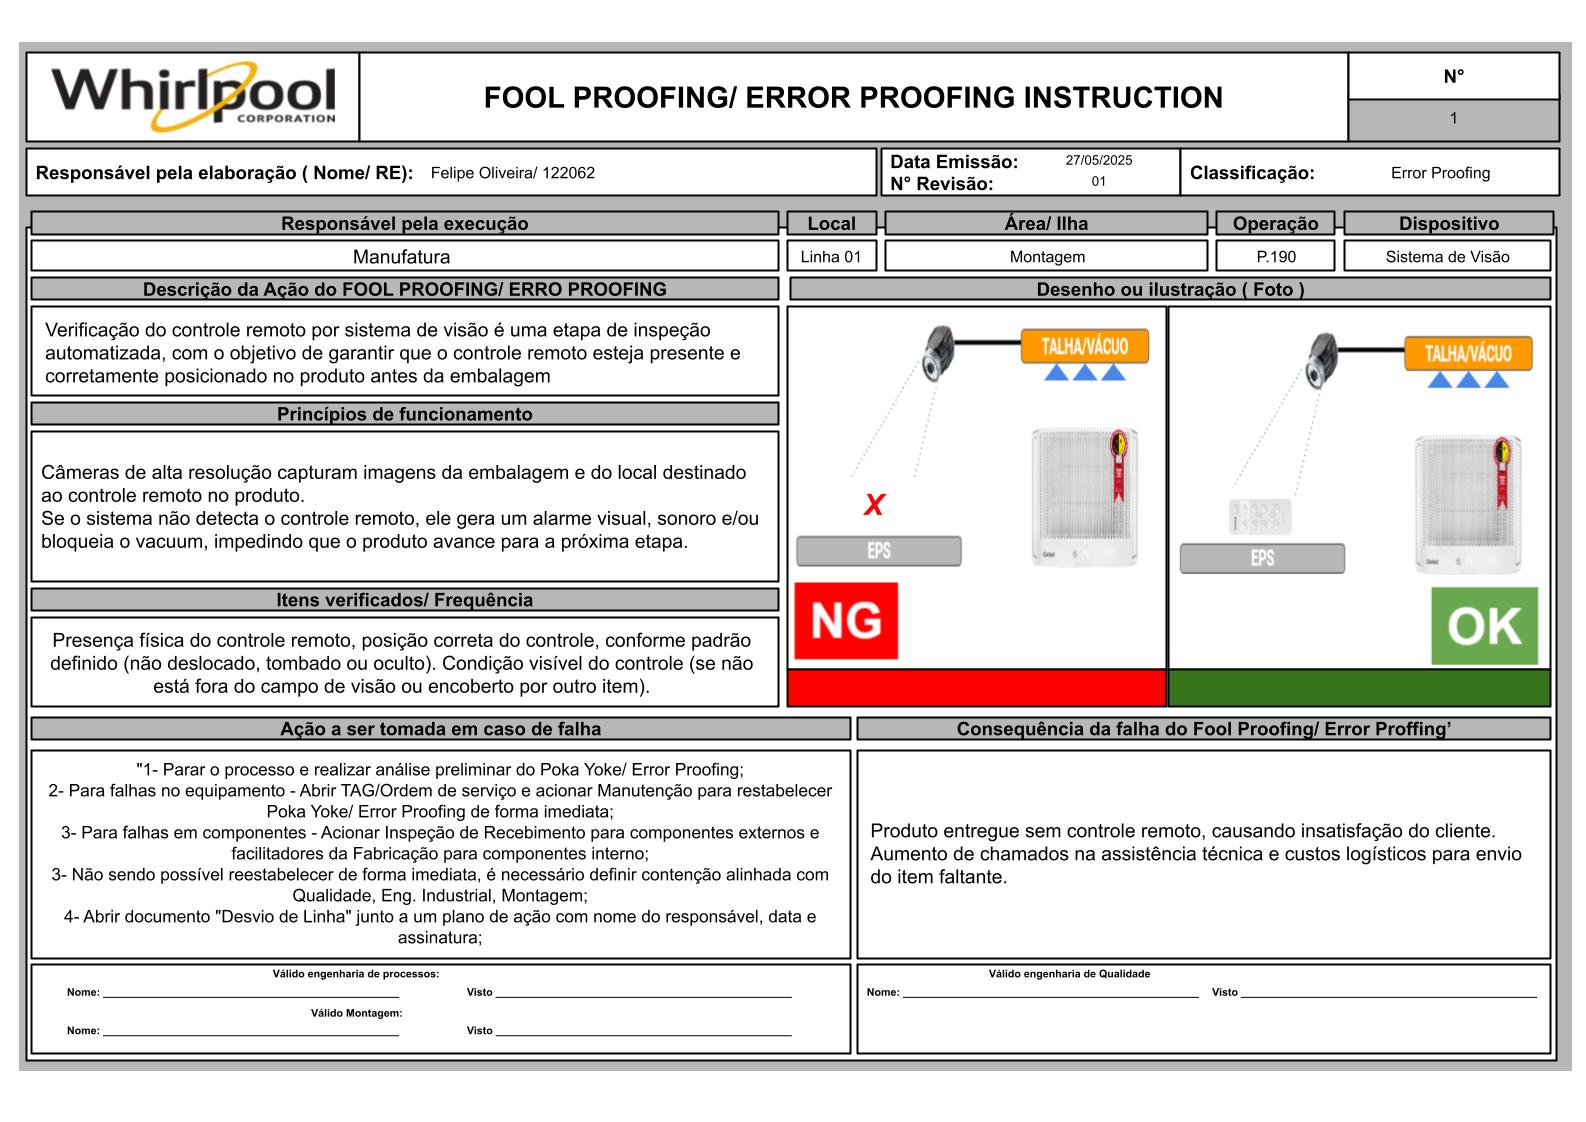 Whirlpool
CORPORATION
FOOL PROOFING/ ERROR PROOFING INSTRUCTION
N°
1
Responsável pela elaboração ( Nome/ RE): Felipe Oliveira/ 122062
Data Emissão: 27/05/2025
N° Revisão: 01
Classificação: Error Proofing
Responsável pela execução
Local
Área/ Ilha
Operação
Dispositivo
Manufatura
Linha 01
Montagem
P.190
Sistema de Visão
Descrição da Ação do FOOL PROOFING/ ERRO PROOFING
Desenho ou ilustração ( Foto )
Verificação do controle remoto por sistema de visão é uma etapa de inspeção
automatizada, com o objetivo de garantir que o controle remoto esteja presente e
corretamente posicionado no produto antes da embalagem
Princípios de funcionamento
Câmeras de alta resolução capturam imagens da embalagem e do local destinado
ao controle remoto no produto.
Se o sistema não detecta o controle remoto, ele gera um alarme visual, sonoro e/ou
bloqueia o vacuum, impedindo que o produto avance para a próxima etapa.
Itens verificados/ Frequência
Presença física do controle remoto, posição correta do controle, conforme padrão
definido (não deslocado, tombado ou oculto). Condição visível do controle (se não
está fora do campo de visão ou encoberto por outro item).
TALHA/VÁCUO
X
EPS
Consul
NG
TALHA/VÁCUO
EPS
Consul
OK
Ação a ser tomada em caso de falha
Consequência da falha do Fool Proofing/ Error Proffing’
"1- Parar o processo e realizar análise preliminar do Poka Yoke/ Error Proofing;
2- Para falhas no equipamento - Abrir TAG/Ordem de serviço e acionar Manutenção para restabelecer
Poka Yoke/ Error Proofing de forma imediata;
3- Para falhas em componentes - Acionar Inspeção de Recebimento para componentes externos e
facilitadores da Fabricação para componentes interno;
3- Não sendo possível reestabelecer de forma imediata, é necessário definir contenção alinhada com
Qualidade, Eng. Industrial, Montagem;
4- Abrir documento "Desvio de Linha" junto a um plano de ação com nome do responsável, data e
assinatura;
Produto entregue sem controle remoto, causando insatisfação do cliente.
Aumento de chamados na assistência técnica e custos logísticos para envio
do item faltante.
Válido engenharia de processos:
Nome: Visto
Válido Montagem:
Nome: Visto
Válido engenharia de Qualidade
Nome: Visto